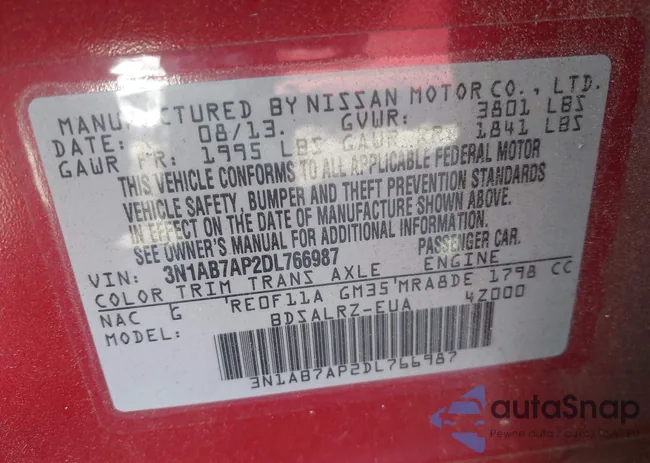 MANUFACTURED BY NISSAN MOTOR CO., LTD.
DATE: 08/13. GVWR: 3801 LBS
GAWR FR: 1995 LBS GAWR RR: 1841 LBS
THIS VEHICLE CONFORMS TO ALL APPLICABLE FEDERAL MOTOR
VEHICLE SAFETY, BUMPER AND THEFT PREVENTION STANDARDS
IN EFFECT ON THE DATE OF MANUFACTURE SHOWN ABOVE.
SEE OWNER'S MANUAL FOR ADDITIONAL INFORMATION.
VIN: 3N1AB7AP2DL766987 PASSENGER CAR.
COLOR TRIM TRANS AXLE ENGINE
NAC G RE0F11A GM35 MRA8DE 1798 CC
MODEL: BDSALRZ-EUA 4Z000
3N1AB7AP2DL766987
autoSnap